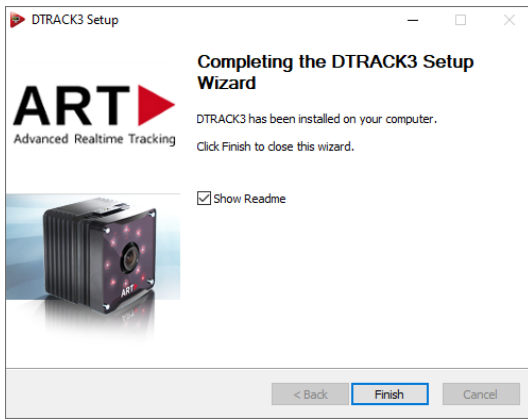 DTRACK3 Setup
Completing the DTRACK3 Setup
Wizard
DTRACK3 has been installed on your computer.
Click Finish to close this wizard.
Show Readme
ART
Advanced Realtime Tracking
ART
< Back
Finish
Cancel